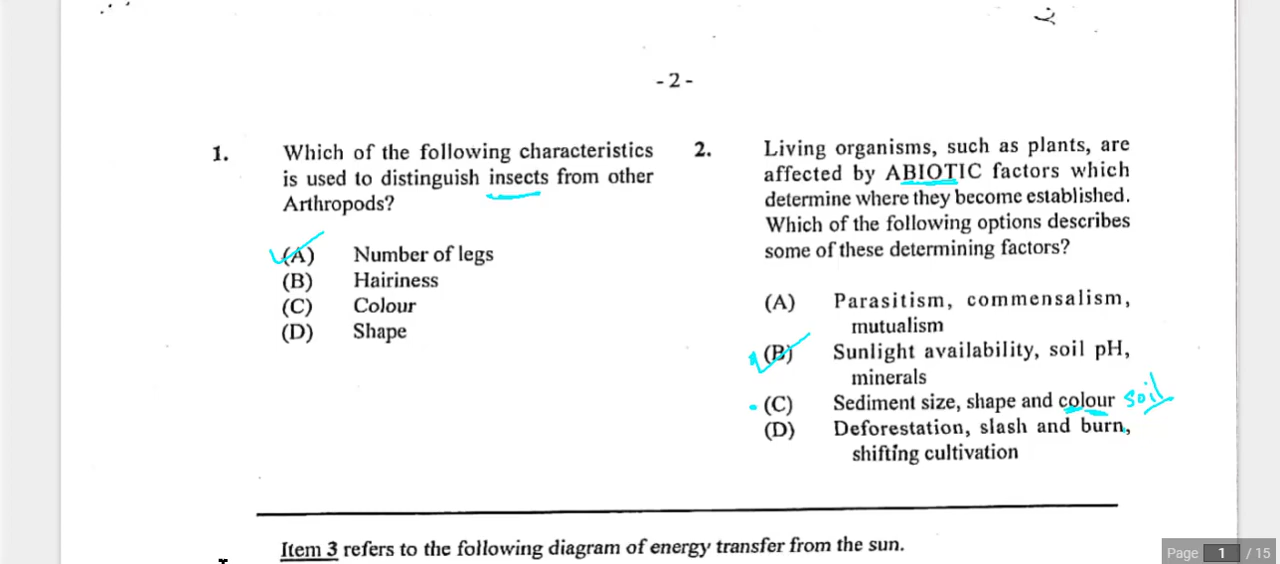 - 2 -
1. Which of the following characteristics
is used to distinguish insects from other
Arthropods?
(A) Number of legs
(B) Hairiness
(C) Colour
(D) Shape
2. Living organisms, such as plants, are
affected by ABIOTIC factors which
determine where they become established.
Which of the following options describes
some of these determining factors?
(A) Parasitism, commensalism,
mutualism
(B) Sunlight availability, soil pH,
minerals
(C) Sediment size, shape and colour soil
(D) Deforestation, slash and burn,
shifting cultivation
Item 3 refers to the following diagram of energy transfer from the sun.
Page 1 / 15